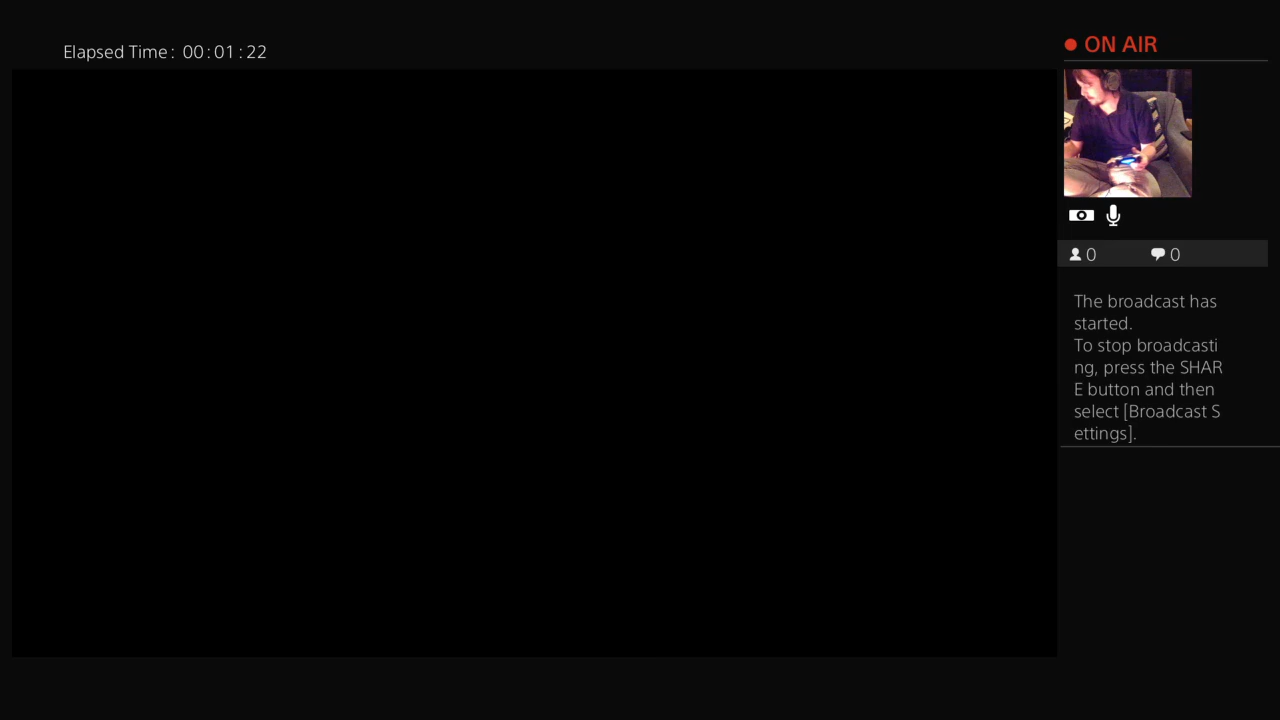 Elapsed Time: 00:01:22
ON AIR
0 0
The broadcast has
started.
To stop broadcasti
ng, press the SHAR
E button and then
select [Broadcast S
ettings].